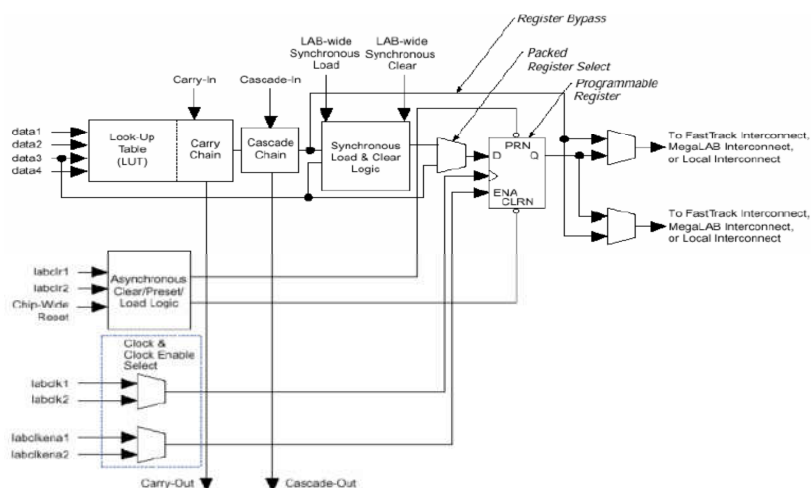 Register Bypass
LAB-wide
Synchronous
Load
LAB-wide
Synchronous
Clear
Packed
Register Select
Carry-In
Cascade-In
Programmable
Register
data1
data2
data3
data4
Look-Up
Table
(LUT)
Carry
Chain
Cascade
Chain
Synchronous
Load & Clear
Logic
PRN
D
Q
ENA
CLRN
To FastTrack Interconnect,
MegaLAB Interconnect,
or Local Interconnect
To FastTrack Interconnect,
MegaLAB Interconnect,
or Local Interconnect
labclr1
labclr2
Chip-Wide
Reset
Asynchronous
Clear/Preset/
Load Logic
Clock &
Clock Enable
Select
labclk1
labclk2
labclkena1
labclkena2
Carry-Out
Cascade-Out